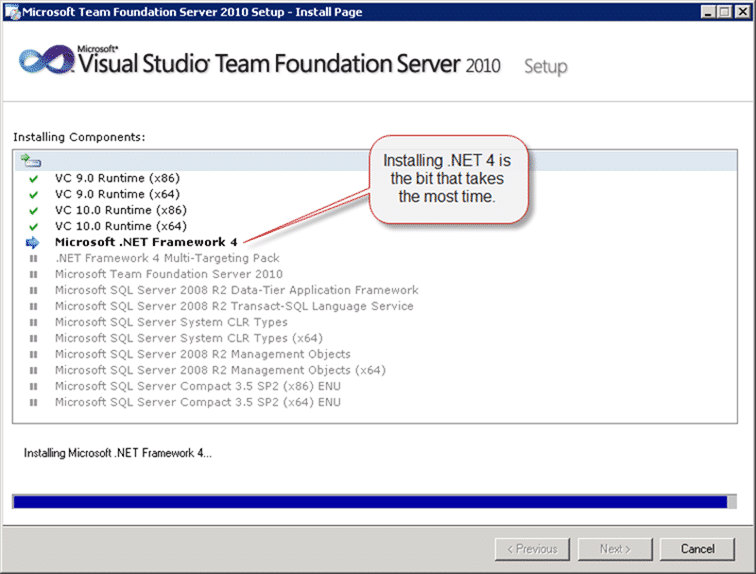 Microsoft Team Foundation Server 2010 Setup - Install Page
Microsoft®
Visual Studio® Team Foundation Server 2010 Setup
Installing Components:
Installing .NET 4 is
the bit that takes
the most time.
VC 9.0 Runtime (x86)
VC 9.0 Runtime (x64)
VC 10.0 Runtime (x86)
VC 10.0 Runtime (x64)
Microsoft .NET Framework 4
.NET Framework 4 Multi-Targeting Pack
Microsoft Team Foundation Server 2010
Microsoft SQL Server 2008 R2 Data-Tier Application Framework
Microsoft SQL Server 2008 R2 Transact-SQL Language Service
Microsoft SQL Server System CLR Types
Microsoft SQL Server System CLR Types (x64)
Microsoft SQL Server 2008 R2 Management Objects
Microsoft SQL Server 2008 R2 Management Objects (x64)
Microsoft SQL Server Compact 3.5 SP2 (x86) ENU
Microsoft SQL Server Compact 3.5 SP2 (x64) ENU
Installing Microsoft .NET Framework 4...
< Previous
Next >
Cancel